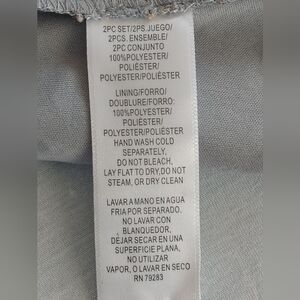 2PC SET/2PS JUEGO/
2PCS. ENSEMBLE/
2PC CONJUNTO
100%POLYESTER/
POLIÉSTER/
POLYESTER/POLIÉSTER
LINING/FORRO/
DOUBLURE/FORRO:
100%POLYESTER/
POLIÉSTER/
POLYESTER/POLIÉSTER
HAND WASH COLD
SEPARATELY,
DO NOT BLEACH,
LAY FLAT TO DRY,DO NOT
STEAM, OR DRY CLEAN
LAVAR A MANO EN AGUA
FRIA POR SEPARADO,
NO LAVAR CON
BLANQUEDOR,
DEJAR SECAR EN UNA
SUPERFICIE PLANA,
NO UTILIZAR
VAPOR, O LAVAR EN SECO
RN 79283